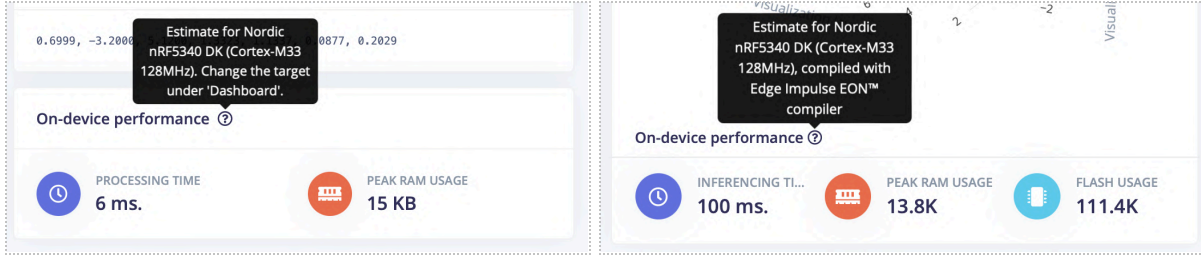 0.6999, -3.2000,
0.0877, 0.2029
Estimate for Nordic
nRF5340 DK (Cortex-M33
128MHz). Change the target
under 'Dashboard'.
On-device performance
PROCESSING TIME
6 ms.
PEAK RAM USAGE
15 KB
-2
2
Estimate for Nordic
nRF5340 DK (Cortex-M33
128MHz), compiled with
Edge Impulse EON™
compiler
On-device performance
INFERENCING TI...
100 ms.
PEAK RAM USAGE
13.8K
FLASH USAGE
111.4K